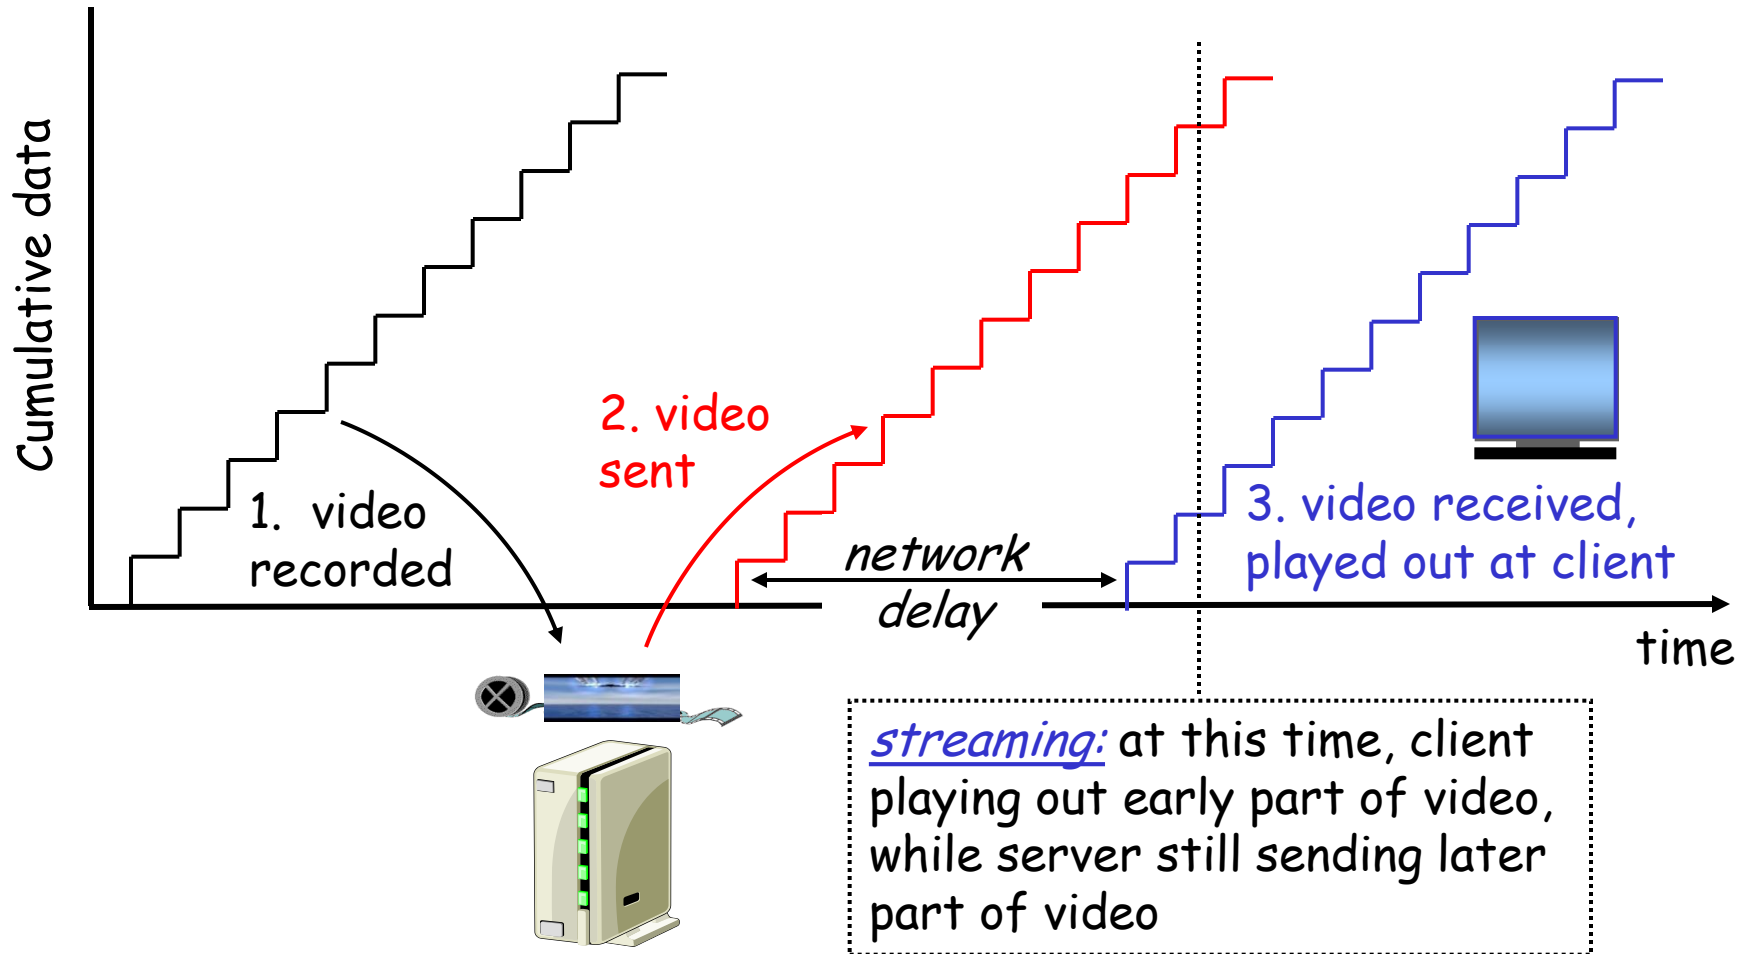 Cumulative data
1. video
recorded
2. video
sent
network
delay
3. video received,
played out at client
time
streaming: at this time, client
playing out early part of video,
while server still sending later
part of video